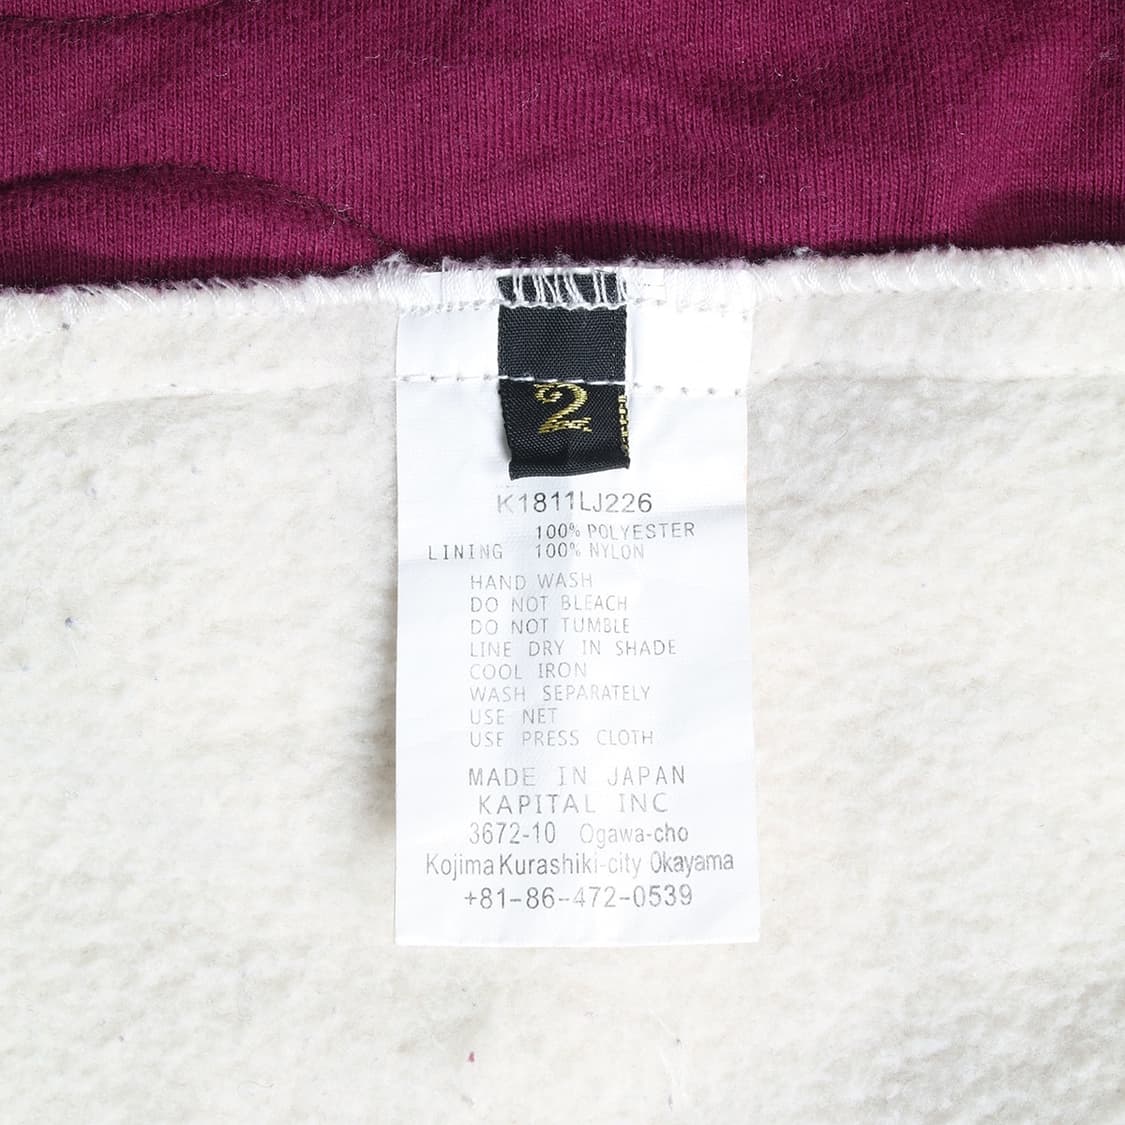 2
K1811LJ226
100% POLYESTER
LINING 100% NYLON
HAND WASH
DO NOT BLEACH
DO NOT TUMBLE
LINE DRY IN SHADE
COOL IRON
WASH SEPARATELY
USE NET
USE PRESS CLOTH
MADE IN JAPAN
KAPITAL INC
3672-10 Ogawa-cho
Kojima Kurashiki-city Okayama
+81-86-472-0539